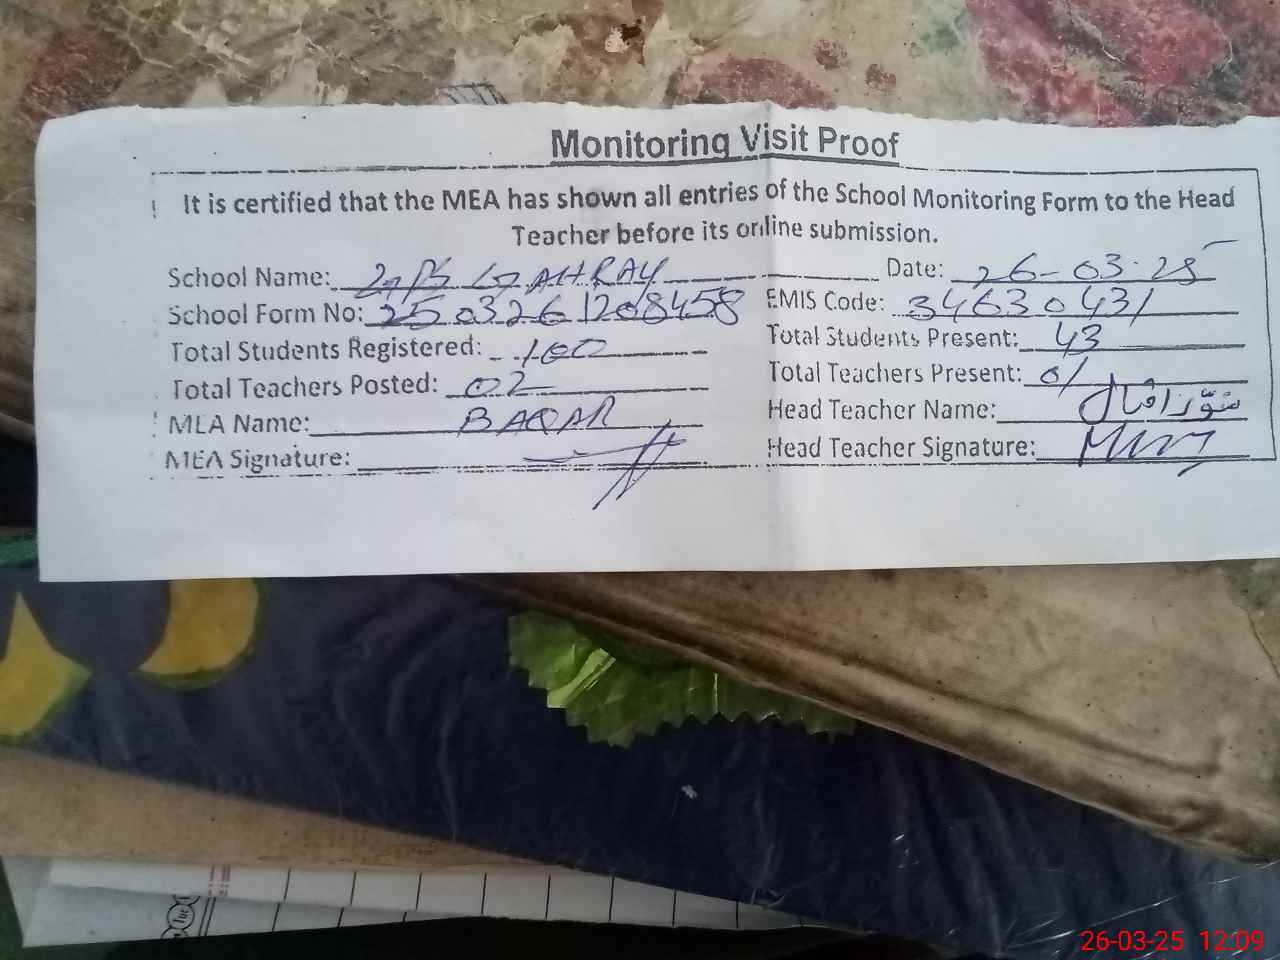 Monitoring Visit Proof
It is certified that the MEA has shown all entries of the School Monitoring Form to the Head
Teacher before its online submission.
School Name: Date: 26-03-25
School Form No: 2503261208458 EMIS Code: 34630431
Total Students Registered: 100 Total Students Present: 43
Total Teachers Posted: 02 Total Teachers Present: 01
MEA Name: BAQAR Head Teacher Name:
MEA Signature: Head Teacher Signature:
26-03-25 12:09